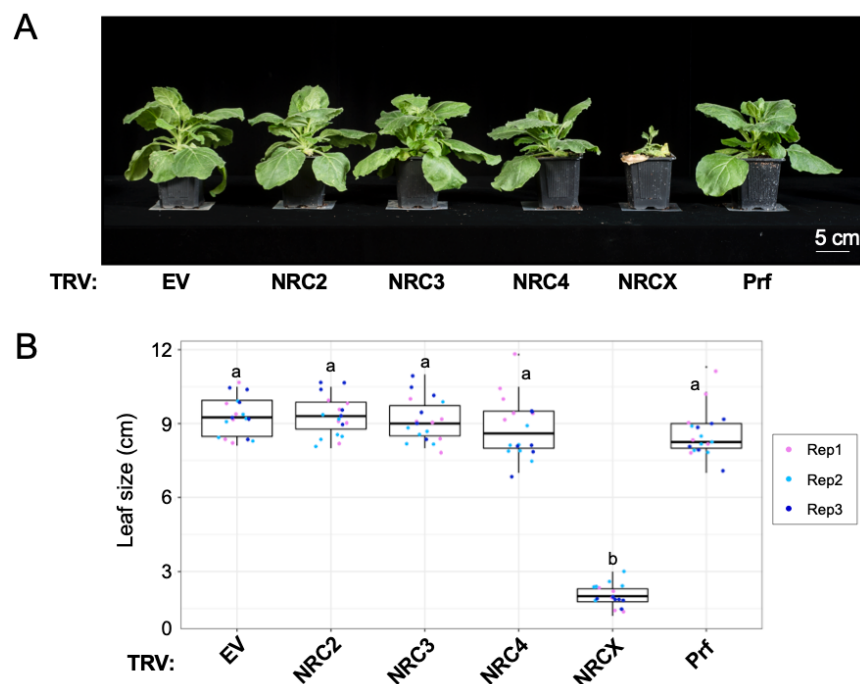 A
5 cm
TRV: EV NRC2 NRC3 NRC4 NRCX Prf
B
12
9
6
3
0
Leaf size (cm)
a a a a b a
Rep1
Rep2
Rep3
TRV: EV NRC2 NRC3 NRC4 NRCX Prf